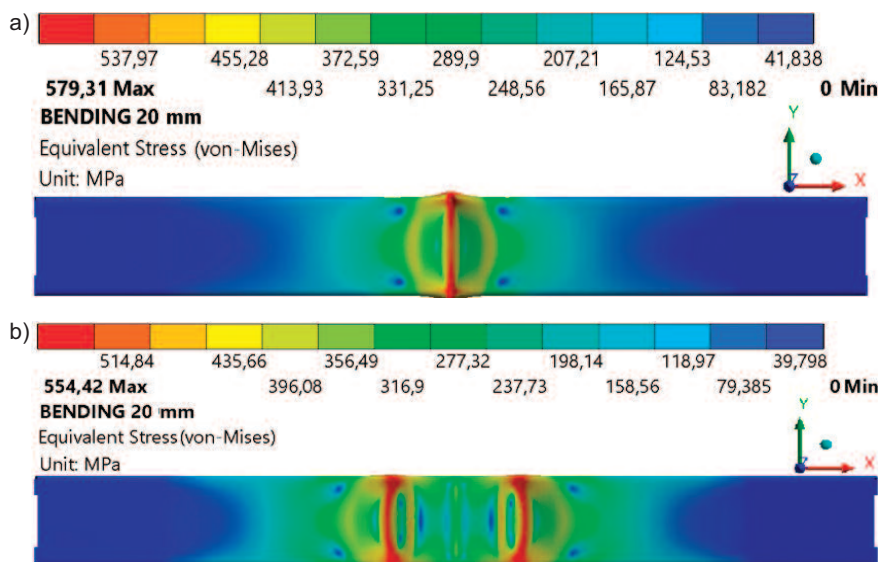 a)
537,97 455,28 372,59 289,9 207,21 124,53 41,838
579,31 Max 413,93 331,25 248,56 165,87 83,182 0 Min
BENDING 20 mm
Equivalent Stress (von-Mises)
Unit: MPa
Y
Z X
b)
514,84 435,66 356,49 277,32 198,14 118,97 39,798
554,42 Max 396,08 316,9 237,73 158,56 79,385 0 Min
BENDING 20 mm
Equivalent Stress (von-Mises)
Unit: MPa
Y
Z X